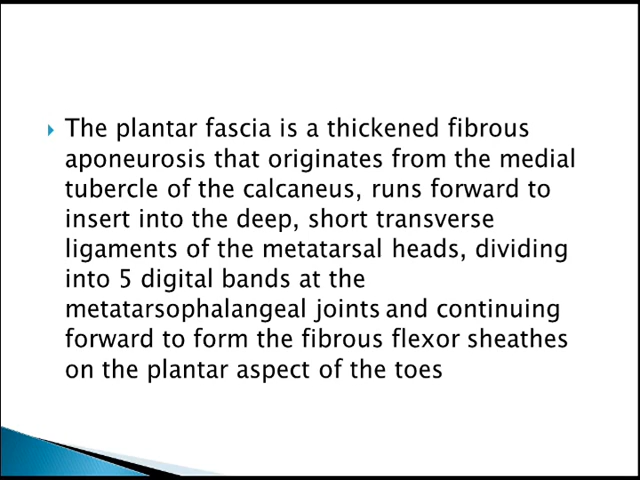 The plantar fascia is a thickened fibrous
aponeurosis that originates from the medial
tubercle of the calcaneus, runs forward to
insert into the deep, short transverse
ligaments of the metatarsal heads, dividing
into 5 digital bands at the
metatarsophalangeal joints and continuing
forward to form the fibrous flexor sheathes
on the plantar aspect of the toes